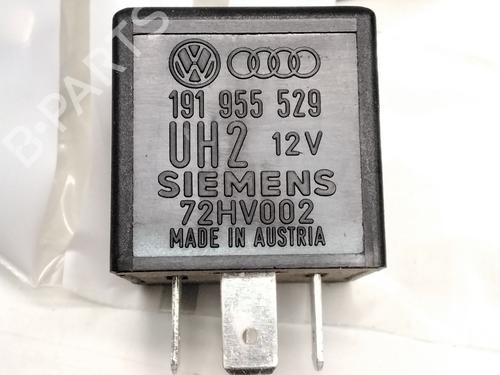 B-PARTS
191 955 529
UH2 12V
SIEMENS
72HV002
MADE IN AUSTRIA